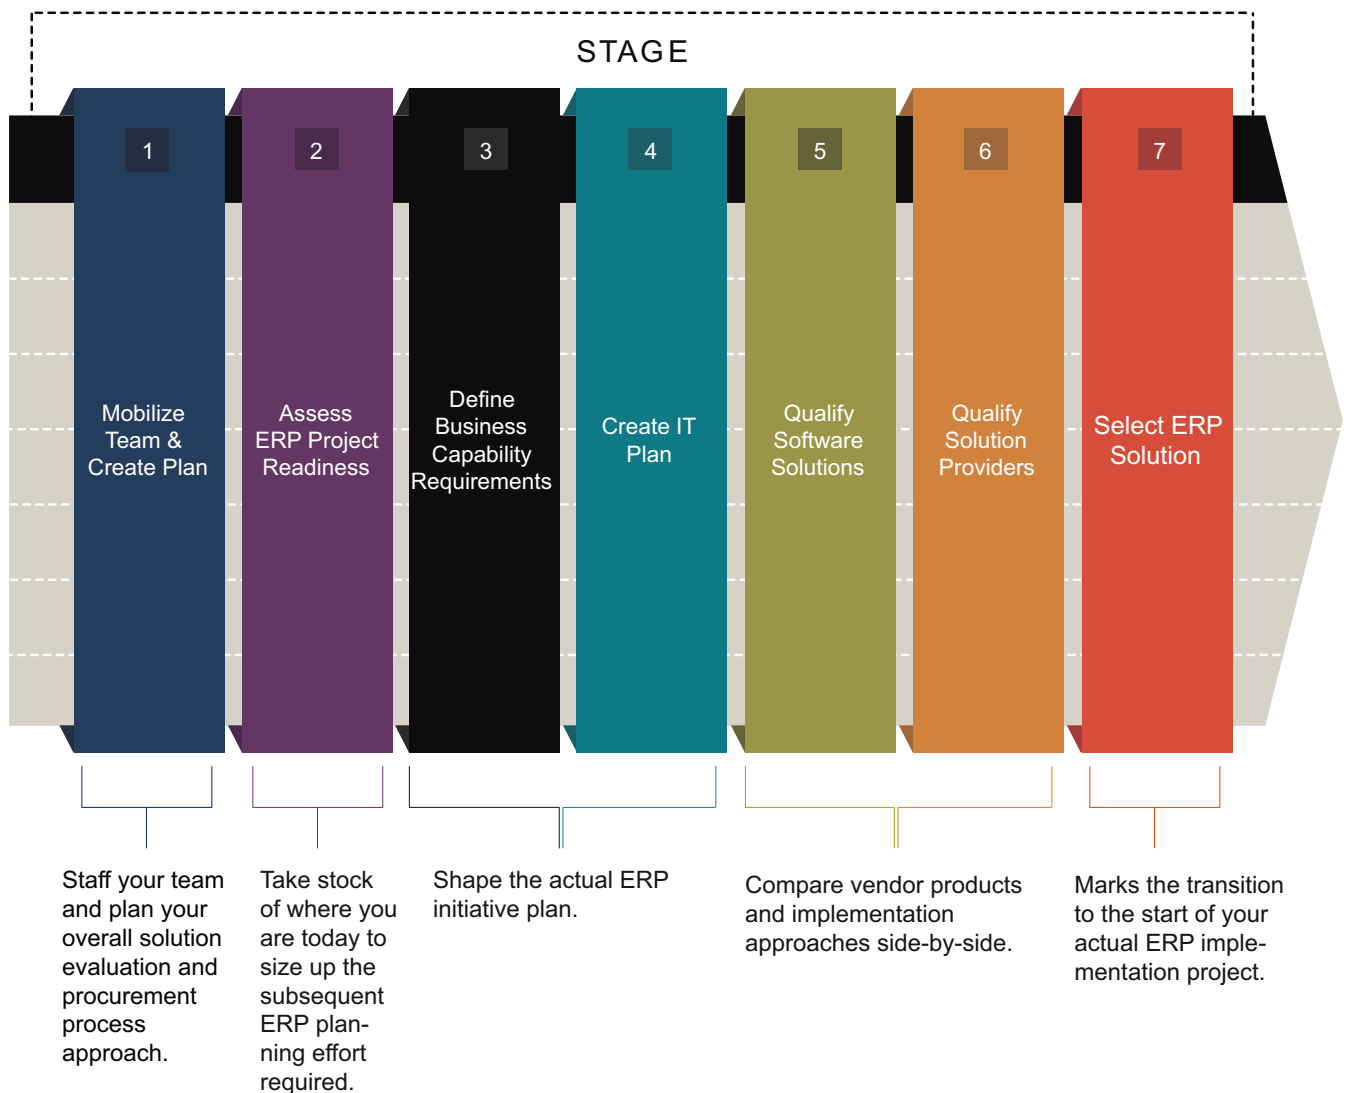 STAGE
1
2
3
4
5
6
7
Mobilize
Team &
Create Plan
Assess
ERP Project
Readiness
Define
Business
Capability
Requirements
Create IT
Plan
Qualify
Software
Solutions
Qualify
Solution
Providers
Select ERP
Solution
Staff your team
and plan your
overall solution
evaluation and
procurement
process
approach.
Take stock
of where you
are today to
size up the
subsequent
ERP plan-
ning effort
required.
Shape the actual ERP
initiative plan.
Compare vendor products
and implementation
approaches side-by-side.
Marks the transition
to the start of your
actual ERP imple-
mentation project.